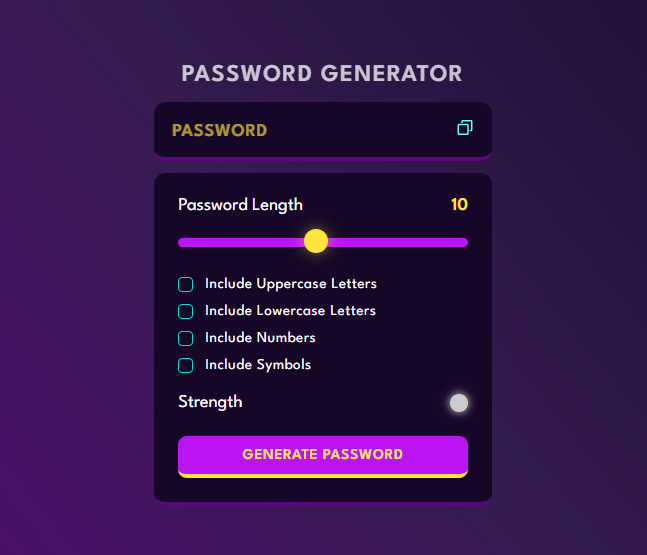 PASSWORD GENERATOR
PASSWORD
Password Length 10
Include Uppercase Letters
Include Lowercase Letters
Include Numbers
Include Symbols
Strength
GENERATE PASSWORD